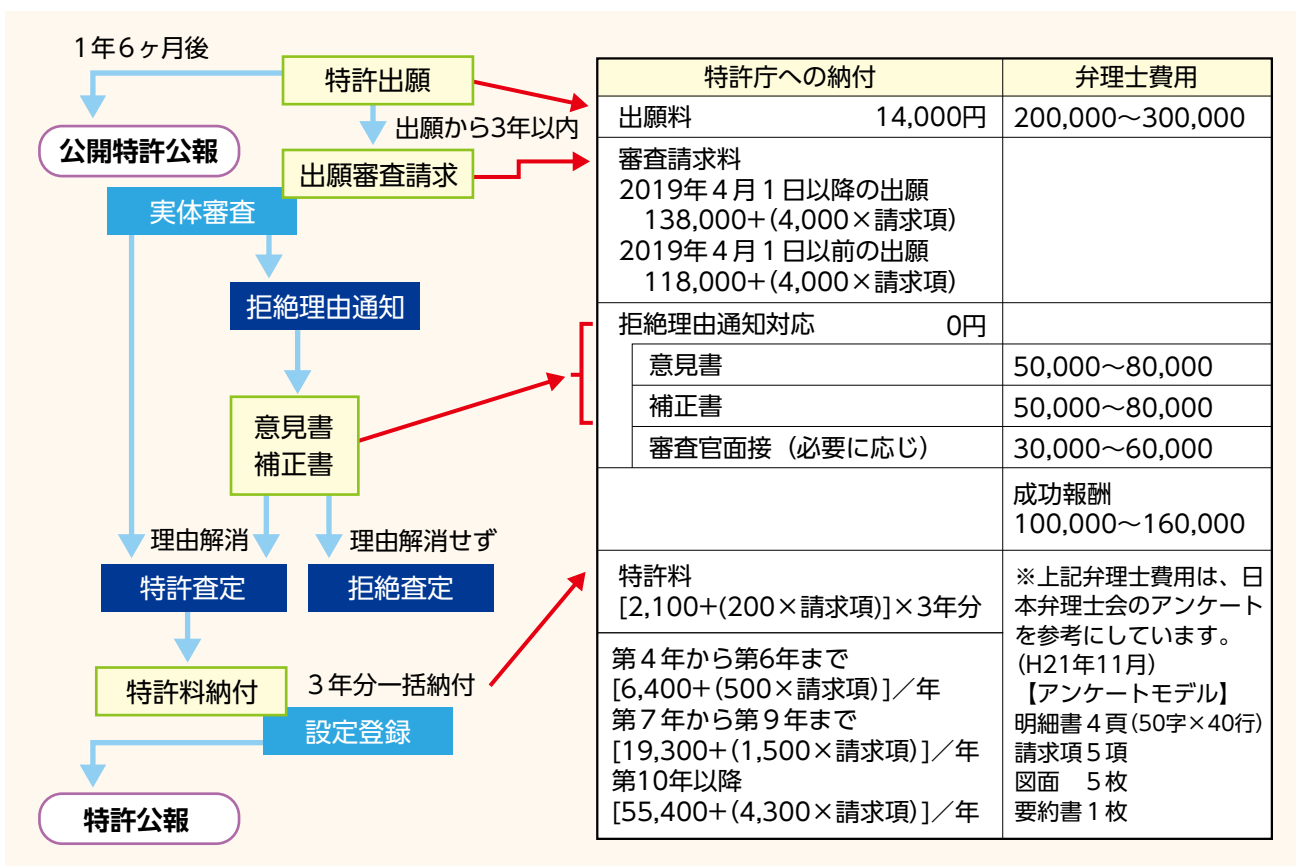 1年6ヶ月後
特許出願
出願から3年以内
公開特許公報
出願審査請求
実体審査
拒絶理由通知
意見書
補正書
理由解消
理由解消せず
特許査定
拒絶査定
特許料納付
3年分一括納付
設定登録
特許公報
特許庁への納付
弁理士費用
出願料 14,000円
200,000～300,000
審査請求料
2019年4月1日以降の出願
138,000+(4,000×請求項)
2019年4月1日以前の出願
118,000+(4,000×請求項)
拒絶理由通知対応 0円
意見書
50,000～80,000
補正書
50,000～80,000
審査官面接（必要に応じ）
30,000～60,000
成功報酬
100,000～160,000
特許料
[2,100+(200×請求項)]×3年分
第4年から第6年まで
[6,400+(500×請求項)]／年
第7年から第9年まで
[19,300+(1,500×請求項)]／年
第10年以降
[55,400+(4,300×請求項)]／年
※上記弁理士費用は、日
本弁理士会のアンケート
を参考にしています。
(H21年11月)
【アンケートモデル】
明細書4頁(50字×40行)
請求項5項
図面　5枚
要約書1枚